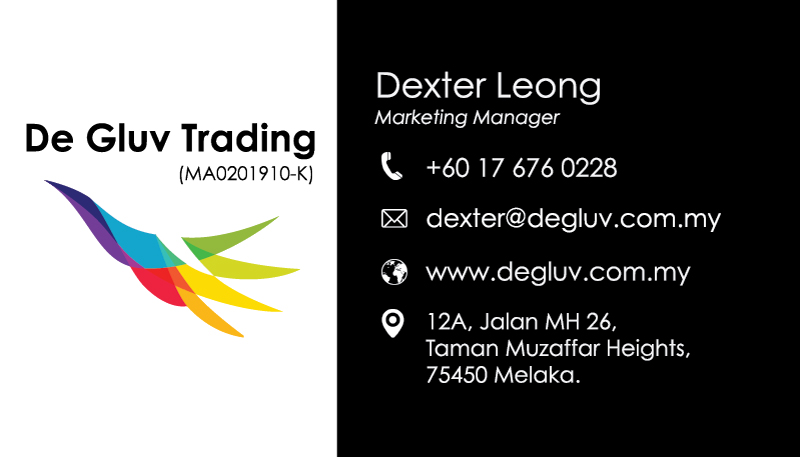 De Gluv Trading
(MA0201910-K)
Dexter Leong
Marketing Manager
+60 17 676 0228
dexter@degluv.com.my
www.degluv.com.my
12A, Jalan MH 26,
Taman Muzaffar Heights,
75450 Melaka.